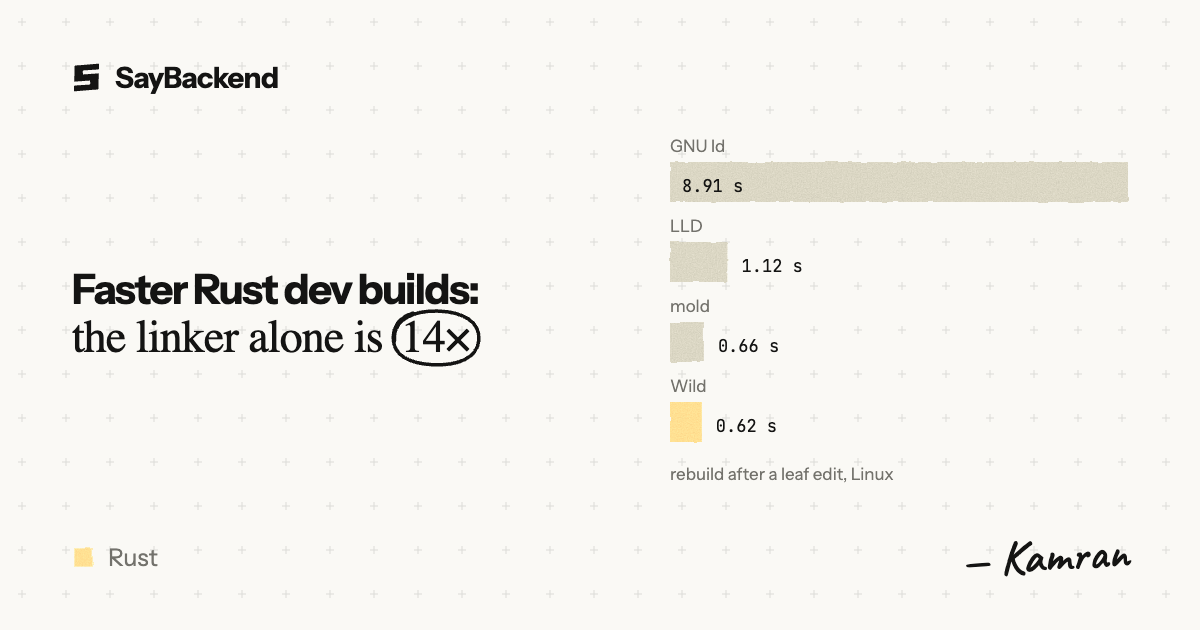 SayBackend
Faster Rust dev builds:
the linker alone is 14×
GNU ld
8.91 s
LLD
1.12 s
mold
0.66 s
Wild
0.62 s
rebuild after a leaf edit, Linux
Rust
– Kamran